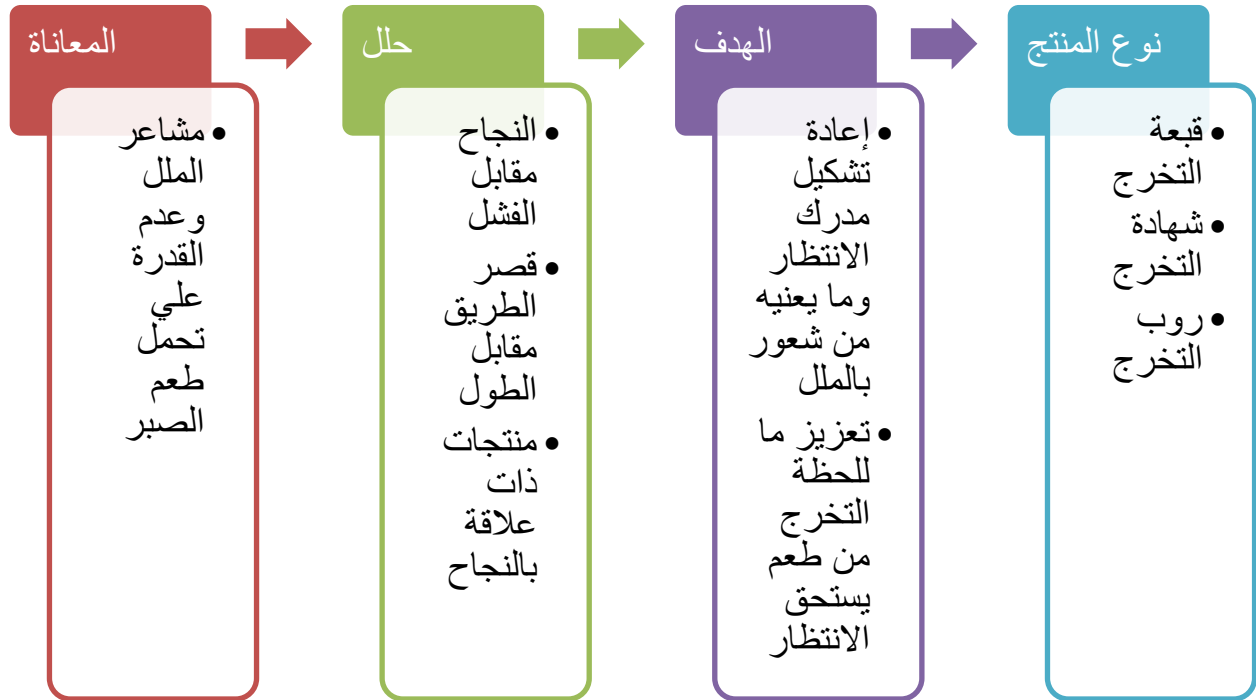 المعاناة
• مشاعر
الملل
وعدم
القدرة
علي
تحمل
طعم
الصبر
حلل
• النجاح
مقابل
الفشل
• قصر
الطريق
مقابل
الطول
• منتجات
ذات
علاقة
بالنجاح
الهدف
• إعادة
تشكيل
مدرك
الانتظار
وما يعنيه
من شعور
بالملل
• تعزيز ما
للحظة
التخرج
من طعم
يستحق
الانتظار
نوع المنتج
• قبعة
التخرج
• شهادة
التخرج
• روب
التخرج